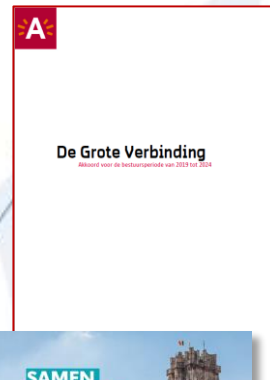 A
De Grote Verbinding
Akkoord voor de bestuursperiode van 2019 tot 2024
SAMEN